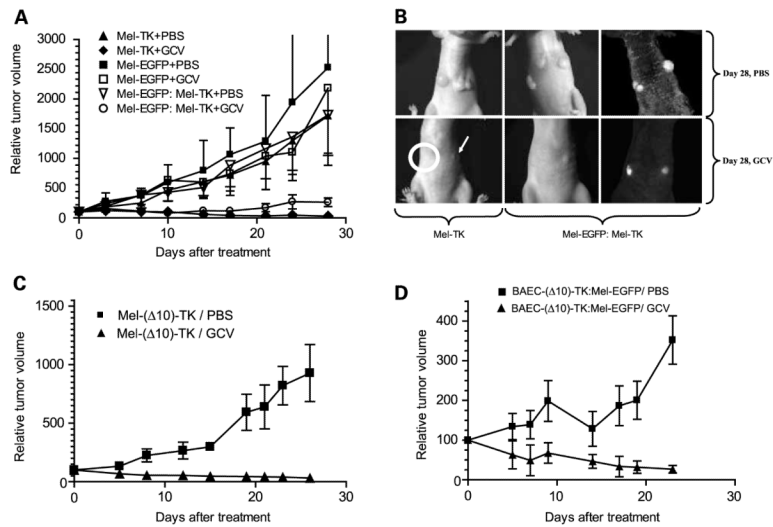 A
Mel-TK+PBS
Mel-TK+GCV
Mel-EGFP+PBS
Mel-EGFP+GCV
Mel-EGFP: Mel-TK+PBS
Mel-EGFP: Mel-TK+GCV
Relative tumor volume
3000
2500
2000
1500
1000
500
0
0 10 20 30
Days after treatment
B
Day 28, PBS
Day 28, GCV
Mel-TK
Mel-EGFP: Mel-TK
C
Mel-(Δ10)-TK / PBS
Mel-(Δ10)-TK / GCV
Relative tumor volume
1500
1000
500
0
0 10 20 30
Days after treatment
D
BAEC-(Δ10)-TK:Mel-EGFP/ PBS
BAEC-(Δ10)-TK:Mel-EGFP/ GCV
Relative tumor volume
400
300
200
100
0
0 10 20 30
Days after treatment